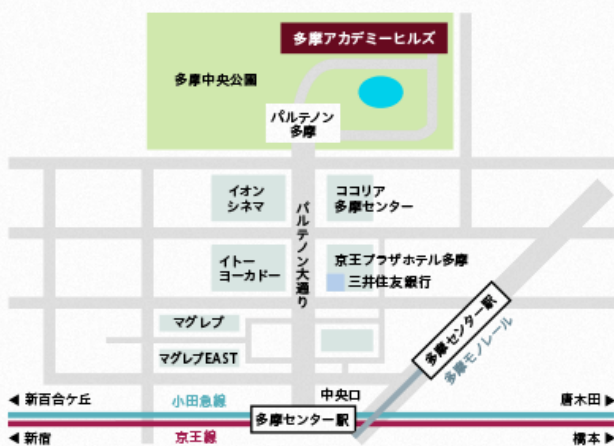 多摩アカデミーヒルズ
多摩中央公園
パルテノン
多摩
イオン
シネマ
パルテノン大通り
ココリア
多摩センター
イトー
ヨーカドー
京王プラザホテル多摩
三井住友銀行
マグレブ
マグレブEAST
多摩センター駅
多摩モノレール
◀新百合ケ丘
小田急線
中央口
唐木田▶
多摩センター駅
◀新宿
京王線
橋本▶